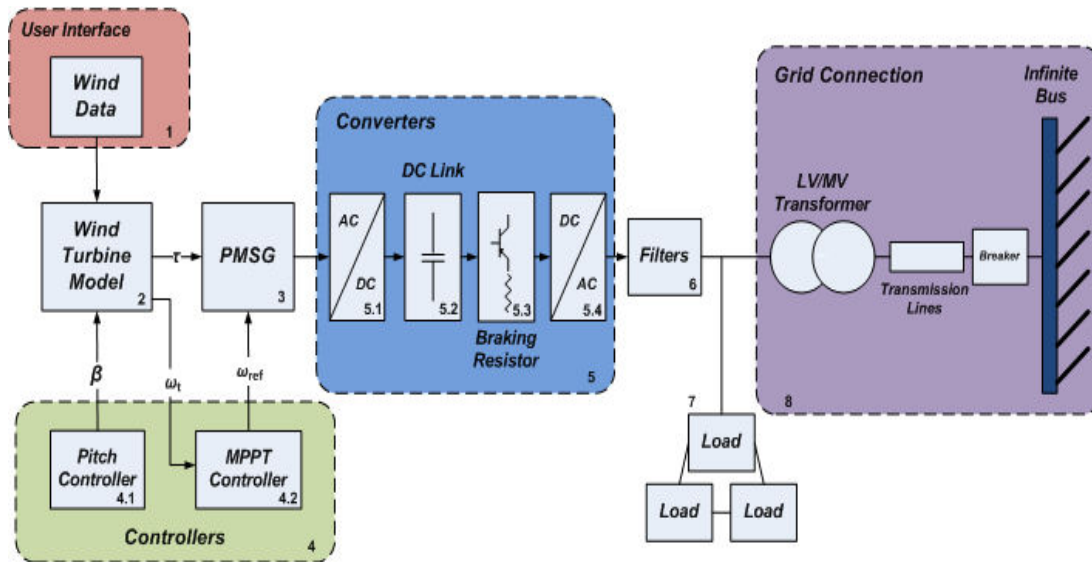 User Interface
Wind
Data
1
Wind
Turbine
Model
2
τ
PMSG
3
β
ωt
ωref
Pitch
Controller
4.1
MPPT
Controller
4.2
Controllers
4
Converters
DC Link
AC
DC
5.1
5.2
5.3
DC
AC
5.4
Braking
Resistor
5
Filters
6
7
Load
Load
Load
Grid Connection
Infinite
Bus
LV/MV
Transformer
Transmission
Lines
Breaker
8